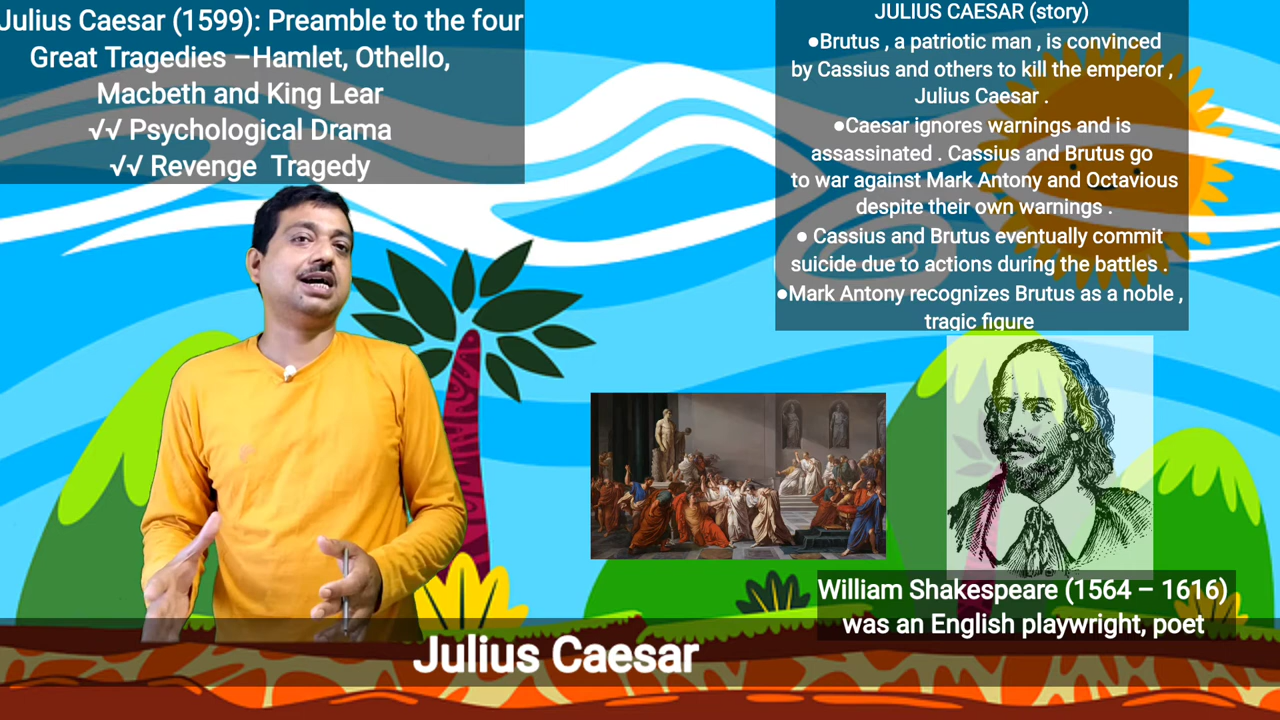 Julius Caesar (1599): Preamble to the four
Great Tragedies –Hamlet, Othello,
Macbeth and King Lear
√√ Psychological Drama
√√ Revenge Tragedy
JULIUS CAESAR (story)
●Brutus , a patriotic man , is convinced
by Cassius and others to kill the emperor ,
Julius Caesar .
●Caesar ignores warnings and is
assassinated . Cassius and Brutus go
to war against Mark Antony and Octavious
despite their own warnings .
● Cassius and Brutus eventually commit
suicide due to actions during the battles .
●Mark Antony recognizes Brutus as a noble ,
tragic figure
William Shakespeare (1564 – 1616)
was an English playwright, poet
Julius Caesar